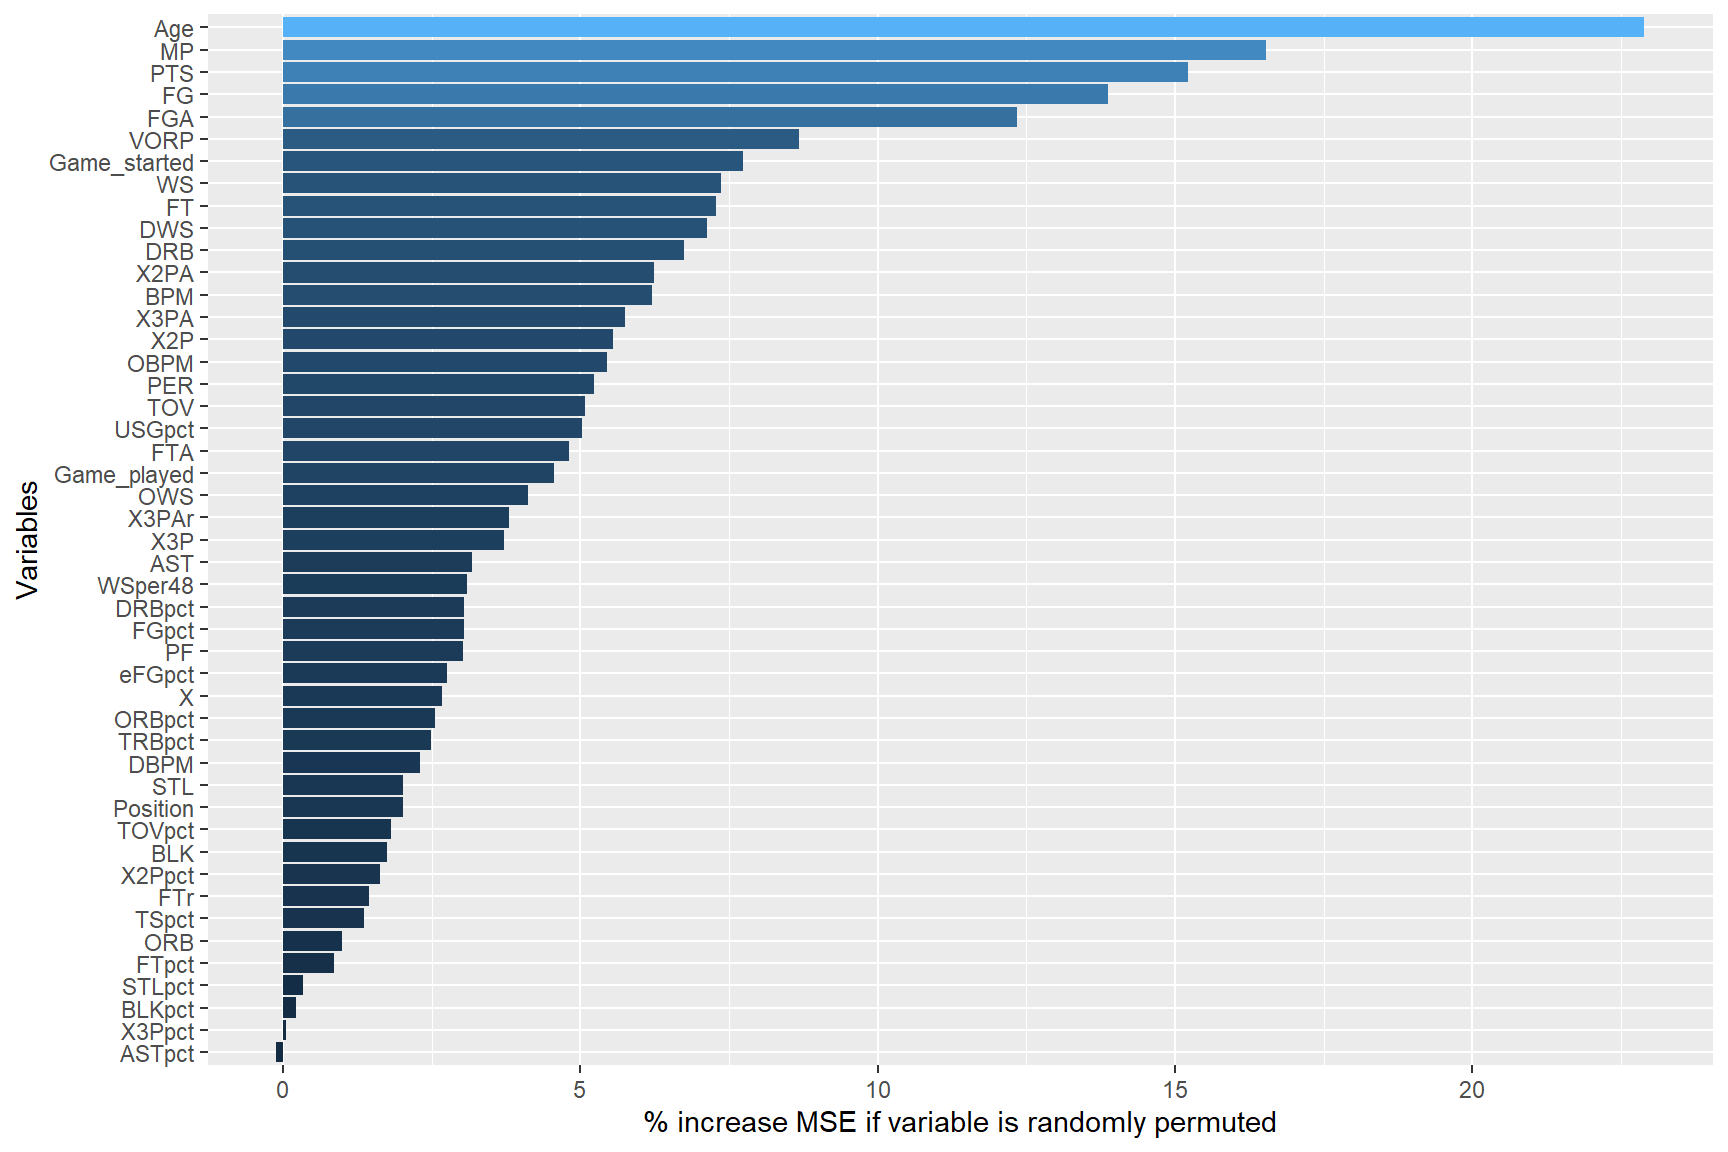 Age
MP
PTS
FG
FGA
VORP
Game_started
WS
FT
DWS
DRB
X2PA
BPM
X3PA
X2P
OBPM
PER
TOV
USGpct
FTA
Game_played
OWS
X3PAr
X3P
AST
WSper48
DRBpct
FGpct
PF
eFGpct
X
ORBpct
TRBpct
DBPM
STL
Position
TOVpct
BLK
X2Ppct
FTr
TSpct
ORB
FTpct
STLpct
BLKpct
X3Ppct
ASTpct
Variables
0 5 10 15 20
% increase MSE if variable is randomly permuted